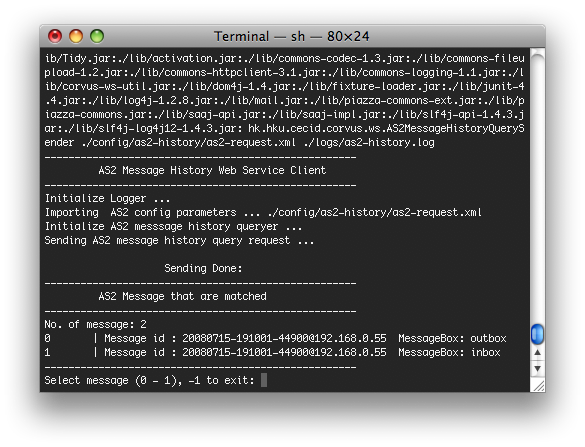 Terminal — sh — 80×24
ib/Tidy.jar:./lib/activation.jar:./lib/commons-codec-1.3.jar:./lib/commons-fileu
pload-1.2.jar:./lib/commons-httpclient-3.1.jar:./lib/commons-logging-1.1.jar:./l
ib/corvus-ws-util.jar:./lib/dom4j-1.4.jar:./lib/fixture-loader.jar:./lib/junit-4
.4.jar:./lib/log4j-1.2.8.jar:./lib/mail.jar:./lib/piazza-commons-ext.jar:./lib/p
iazza-commons.jar:./lib/saaj-api.jar:./lib/saaj-impl.jar:./lib/slf4j-api-1.4.3.j
ar:./lib/slf4j-log4j12-1.4.3.jar: hk.hku.cecid.corvus.ws.AS2MessageHistoryQueryS
ender ./config/as2-history/as2-request.xml ./logs/as2-history.log
----------------------------------------------------
AS2 Message History Web Service Client
----------------------------------------------------
Initialize Logger ...
Importing  AS2 config parameters ... ./config/as2-history/as2-request.xml
Initialize AS2 messsage history queryer ...
Sending AS2 message history query request ...
Sending Done:
----------------------------------------------------
AS2 Message that are matched
----------------------------------------------------
No. of message: 2
0      | Message id : 20080715-191001-44900@192.168.0.55  MessageBox: outbox
1      | Message id : 20080715-191001-44900@192.168.0.55  MessageBox: inbox
----------------------------------------------------
Select message (0 - 1), -1 to exit: